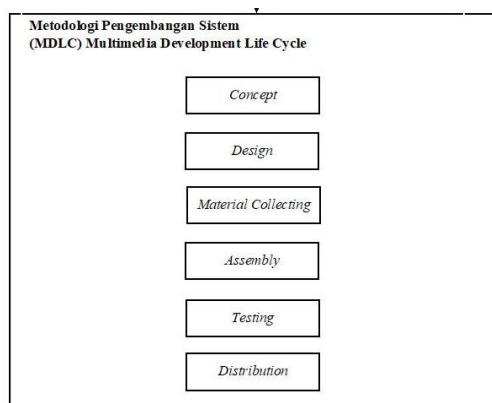 Metodologi Pengembangan Sistem
(MDLC) Multimedia Development Life Cycle
Concept
Design
Material Collecting
Assembly
Testing
Distribution